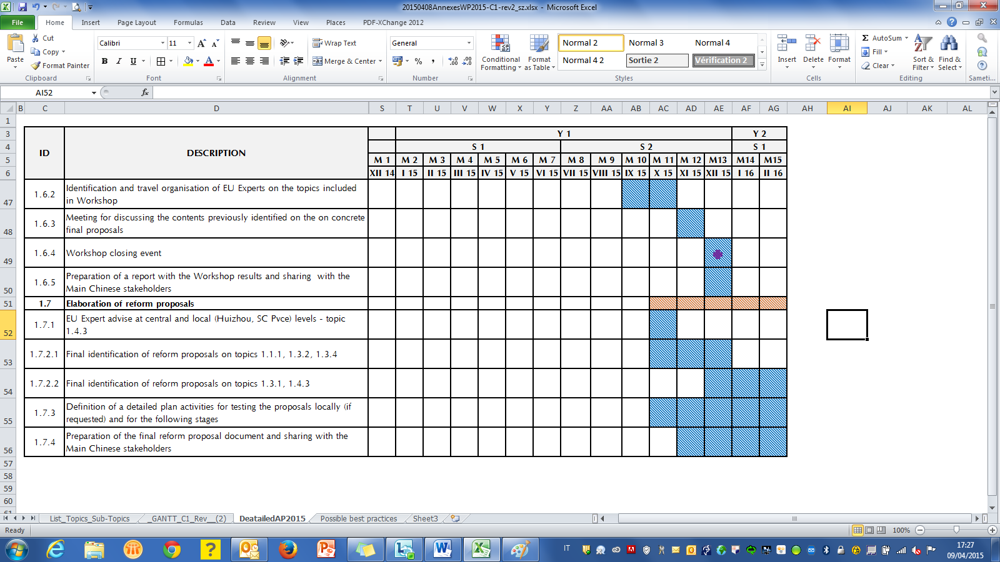 20150408AnnexesWP2015-C1-rev2_sz.xlsx - Microsoft Excel
File Home Insert Page Layout Formulas Data Review View Places PDF-XChange 2012
Paste Cut Copy Format Painter Clipboard
Calibri 11 B I U Font
Wrap Text Merge & Center Alignment
General % , Number
Conditional Formatting Format as Table
Normal 2 Normal 3 Normal 4
Normal 4 2 Sortie 2 Vérification 2
Styles
Insert Delete Format Cells
AutoSum Fill Clear Sort & Filter Find & Select Editing
Sameti...
AI52 fx
B C D S T U V W X Y Z AA AB AC AD AE AF AG AH AI AJ AK AL
1
3 Y 1 Y 2
4 ID DESCRIPTION S 1 S 2 S 1
5 M 1 M 2 M 3 M 4 M 5 M 6 M 7 M 8 M 9 M 10 M 11 M 12 M13 M14 M15
6 XII 14 I 15 II 15 III 15 IV 15 V 15 VI 15 VII 15 VIII 15 IX 15 X 15 XI 15 XII 15 I 16 II 16
47 1.6.2 Identification and travel organisation of EU Experts on the topics included
in Workshop
48 1.6.3 Meeting for discussing the contents previously identified on the on concrete
final proposals
49 1.6.4 Workshop closing event
50 1.6.5 Preparation of a report with the Workshop results and sharing with the
Main Chinese stakeholders
51 1.7 Elaboration of reform proposals
52 1.7.1 EU Expert advise at central and local (Huizhou, SC Pvce) levels - topic
1.4.3
53 1.7.2.1 Final identification of reform proposals on topics 1.1.1, 1.3.2, 1.3.4
54 1.7.2.2 Final identification of reform proposals on topics 1.3.1, 1.4.3
55 1.7.3 Definition of a detailed plan activities for testing the proposals locally (if
requested) and for the following stages
56 1.7.4 Preparation of the final reform proposal document and sharing with the
Main Chinese stakeholders
57
58
59
60
61
List_Topics_Sub-Topics _GANTT_C1_Rev__(2) DeatailedAP2015 Possible best practices Sheet3
Ready 100%
IT 17:27
09/04/2015